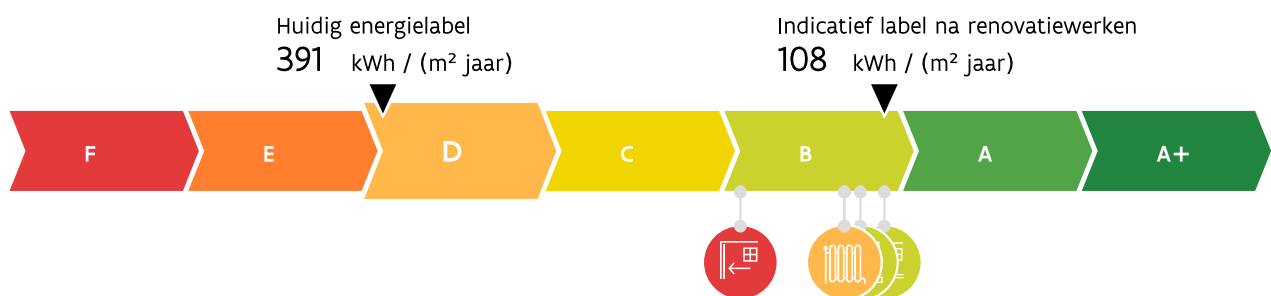 Huidig energielabel
391 kWh / (m² jaar)
Indicatief label na renovatiewerken
108 kWh / (m² jaar)
F E D C B A A+